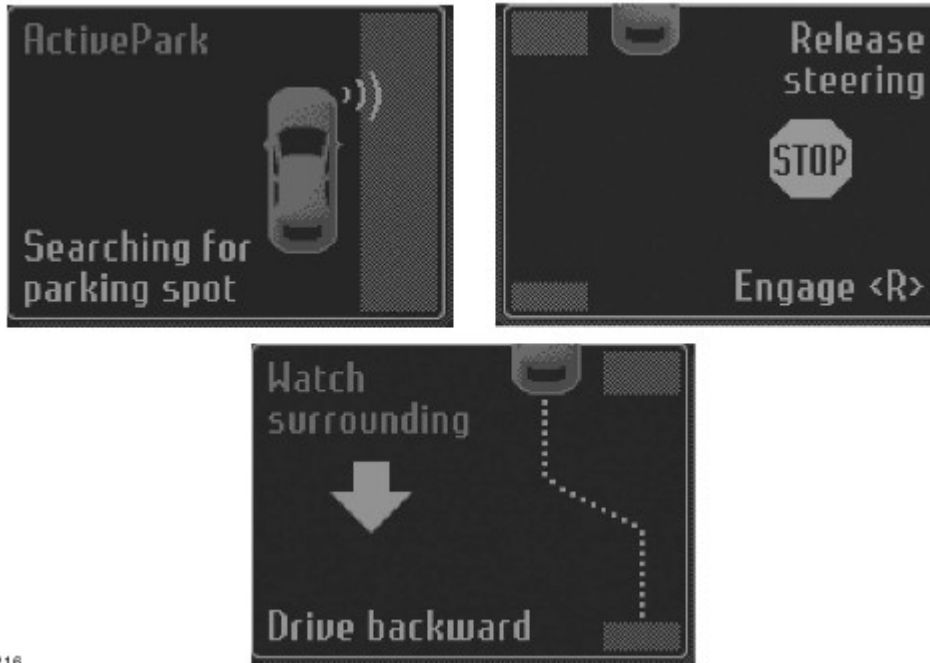 ActivePark
Searching for
parking spot
Release
steering
STOP
Engage <R>
Watch
surrounding
Drive backward